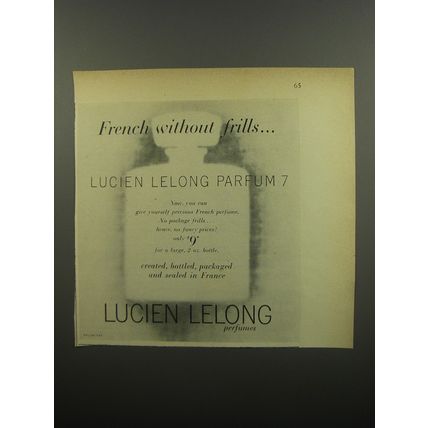 65
French without frills...
LUCIEN LELONG PARFUM 7
Now, you can
give yourself precious French perfume.
No package frills...
hence, no fancy prices!
only $9*
for a large, 2 oz. bottle.
created, bottled, packaged
and sealed in France
LUCIEN LELONG
perfumes